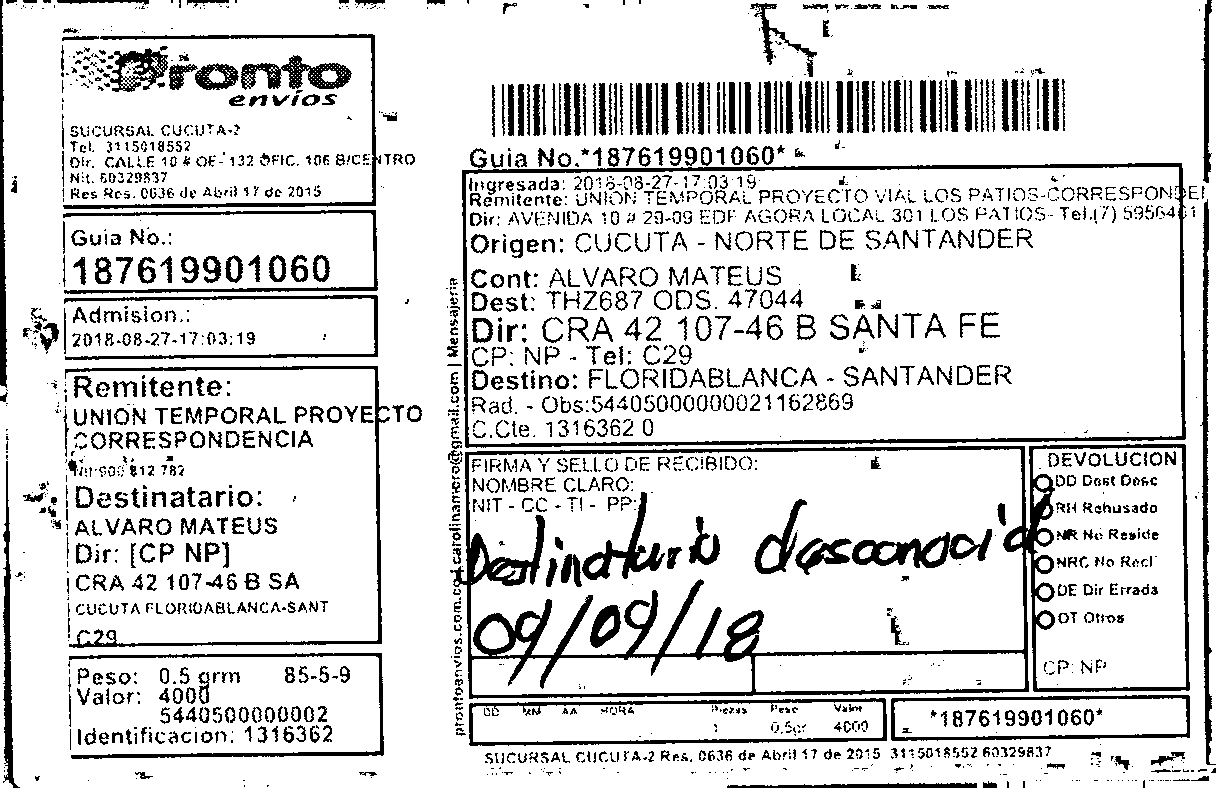 Pronto
envios
SUCURSAL CUCUTA-2
Tel. 3115018552
Dir. CALLE 10 # OE-132 OFIC. 106 B/CENTRO
Nit. 60329837
Res Res. 0636 de Abril 17 de 2015
Guia No.:
187619901060
Admision.:
2018-08-27-17:03:19
Remitente:
UNION TEMPORAL PROYECTO
CORRESPONDENCIA
Nit:900 812 782
Destinatario:
ALVARO MATEUS
Dir: [CP NP]
CRA 42 107-46 B SA
CUCUTA FLORIDABLANCA-SANT
C29
Peso: 0.5 grm 85-5-9
Valor: 4000
5440500000002
Identificacion: 1316362
prontoenvios.com.co | carolinamero@gmail.com | Mensajeria
Guia No.*187619901060*
Ingresada: 2018-08-27-17:03:19
Remitente: UNION TEMPORAL PROYECTO VIAL LOS PATIOS-CORRESPONDE
Dir: AVENIDA 10 # 29-09 EDF AGORA LOCAL 301 LOS PATIOS- Tel.(7) 5956461
Origen: CUCUTA - NORTE DE SANTANDER
Cont: ALVARO MATEUS
Dest: THZ687 ODS. 47044
Dir: CRA 42 107-46 B SANTA FE
CP: NP - Tel: C29
Destino: FLORIDABLANCA - SANTANDER
Rad. - Obs:54405000000021162869
C.Cte. 1316362 0
FIRMA Y SELLO DE RECIBIDO:
NOMBRE CLARO:
NIT - CC - TI - PP:
Destinatario desconocid
09/09/18
DEVOLUCION
DD Dest Desc
RH Rehusado
NR No Reside
NRC No Recl
DE Dir Errada
OT Otros
CP: NP
DD MM AA HORA Piezas Peso Valor
1 0.5gr 4000
*187619901060*
SUCURSAL CUCUTA-2 Res. 0636 de Abril 17 de 2015 3115018552 60329837